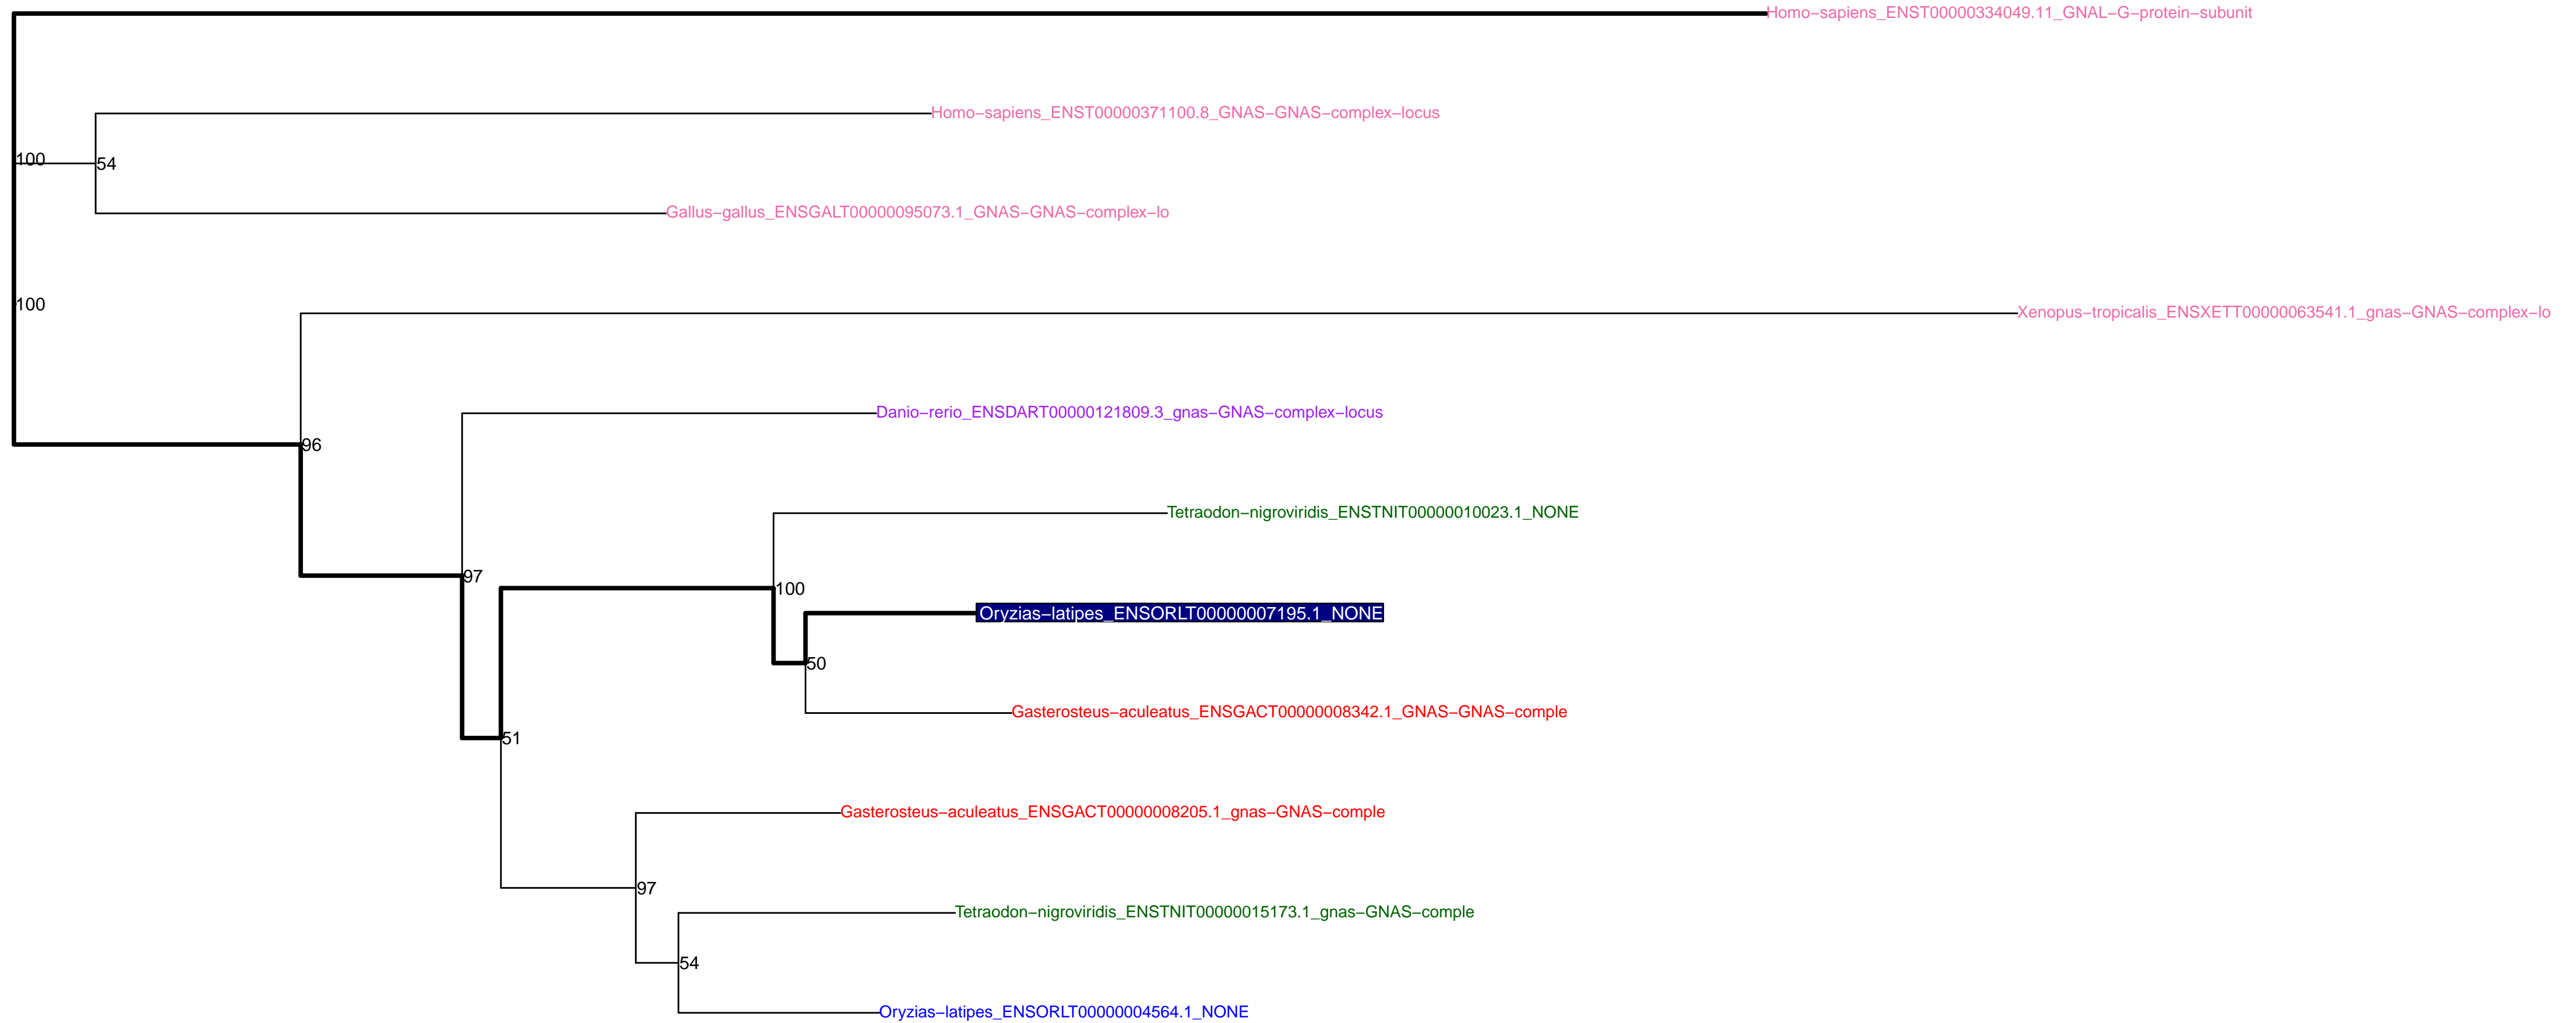 Homo−sapiens_ENST00000334049.11_GNAL−G−protein−subunit
Homo−sapiens_ENST00000371100.8_GNAS−GNAS−complex−locus
100
54
Gallus−gallus_ENSGALT00000095073.1_GNAS−GNAS−complex−lo
100
Xenopus−tropicalis_ENSXETT00000063541.1_gnas−GNAS−complex−lo
Danio−rerio_ENSDART00000121809.3_gnas−GNAS−complex−locus
96
Tetraodon−nigroviridis_ENSTNIT00000010023.1_NONE
97
100
Oryzias−latipes_ENSORLT00000007195.1_NONE
50
Gasterosteus−aculeatus_ENSGACT00000008342.1_GNAS−GNAS−comple
51
Gasterosteus−aculeatus_ENSGACT00000008205.1_gnas−GNAS−comple
97
Tetraodon−nigroviridis_ENSTNIT00000015173.1_gnas−GNAS−comple
54
Oryzias−latipes_ENSORLT00000004564.1_NONE